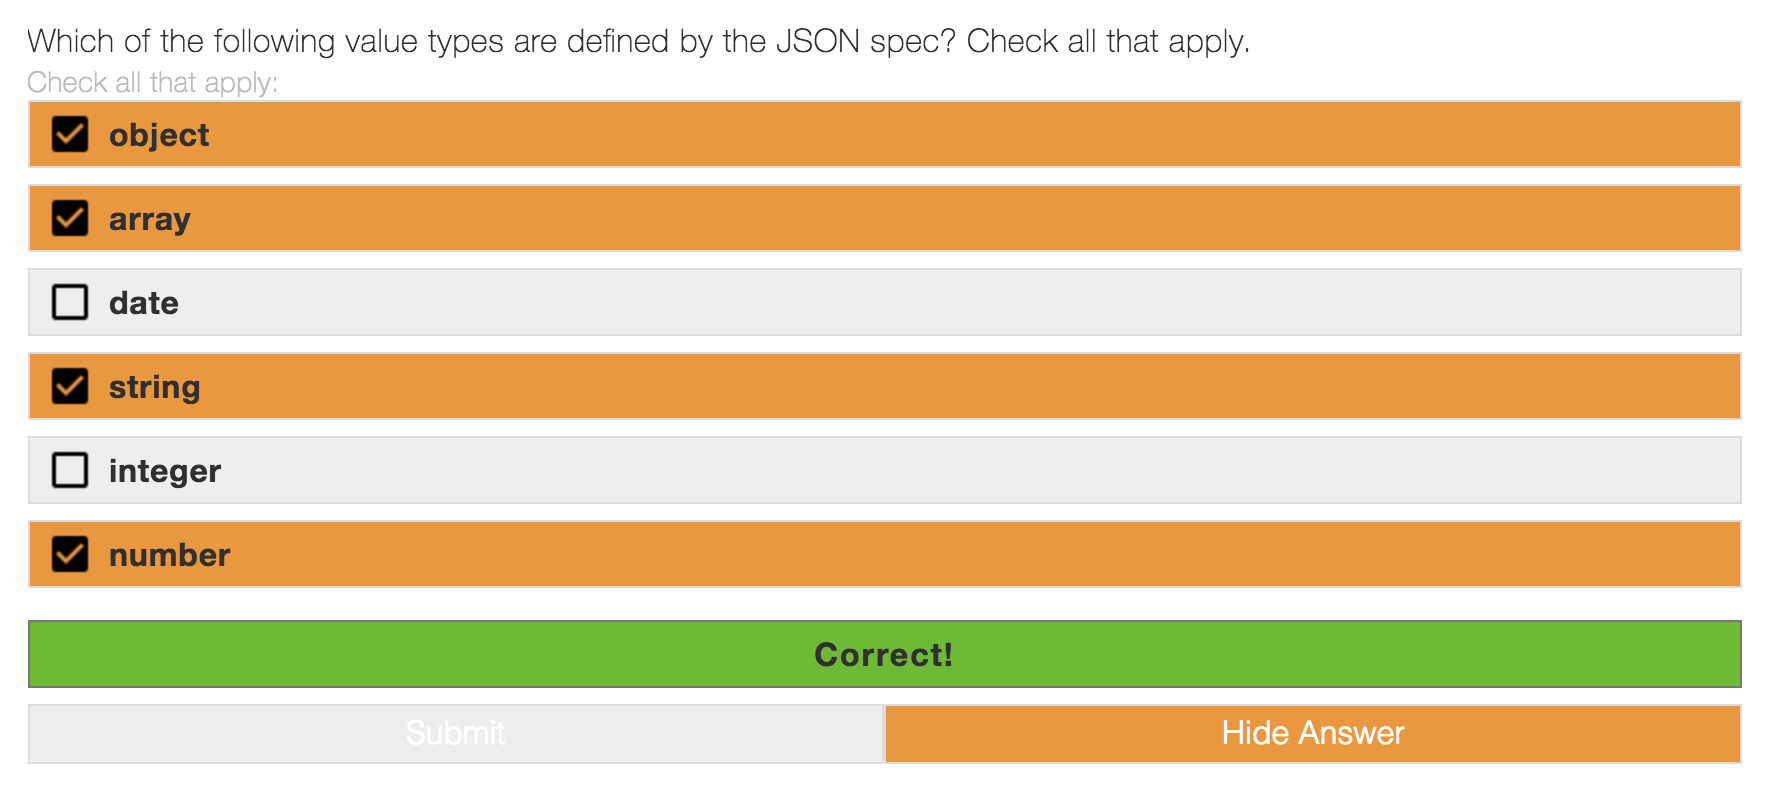 Which of the following value types are defined by the JSON spec? Check all that apply.
Check all that apply:
object
array
date
string
integer
number
Correct!
Submit
Hide Answer